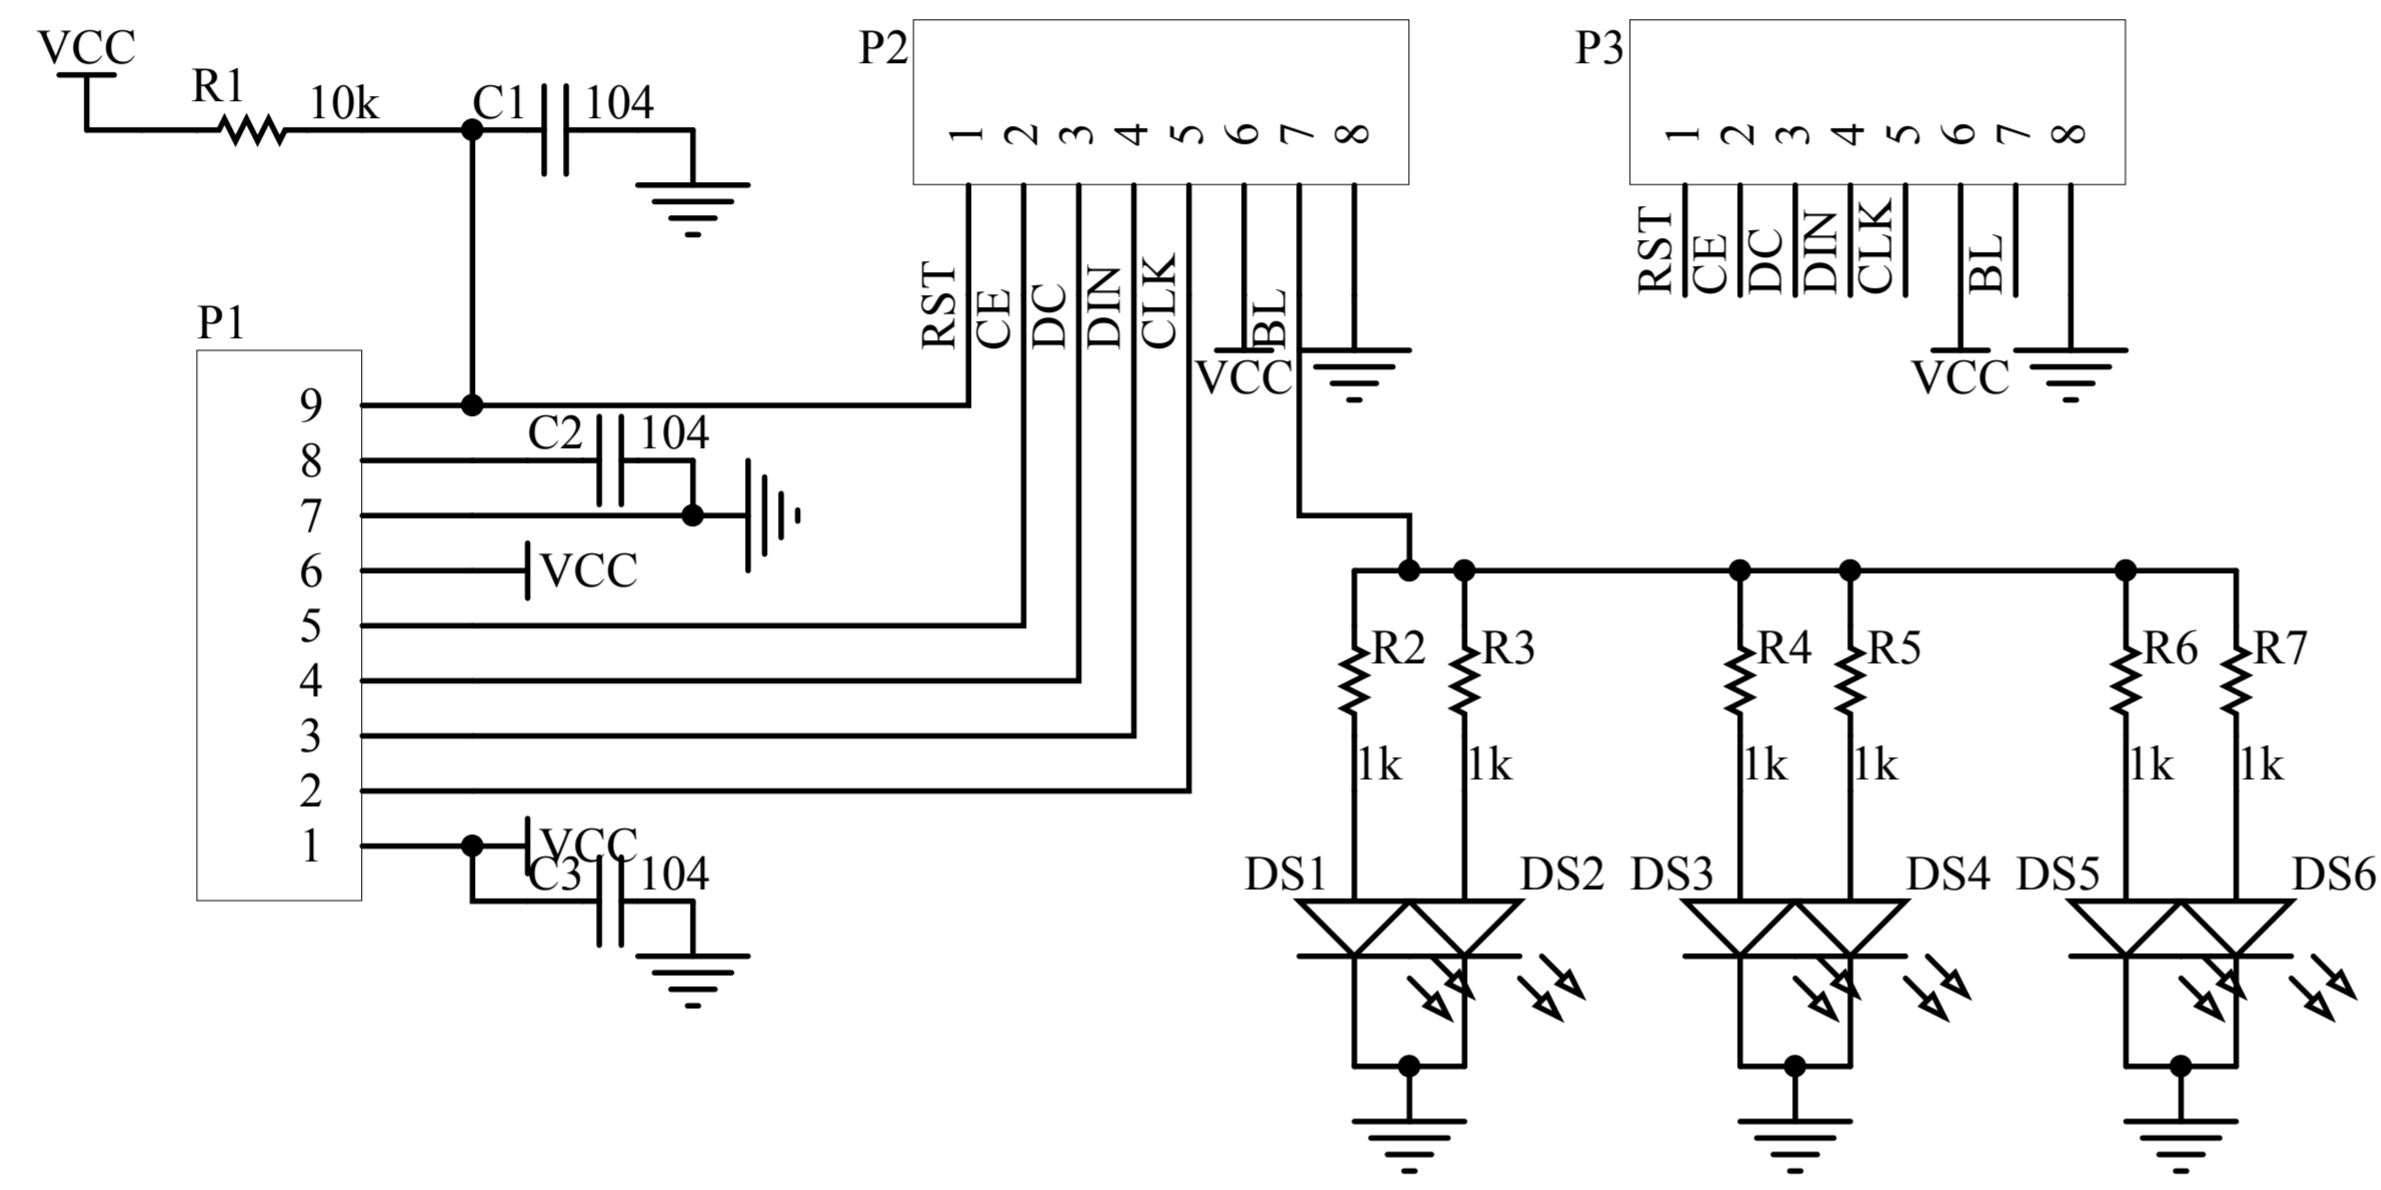 VCC
R1 10k C1 104
P2
1 2 3 4 5 6 7 8
RST CE DC DIN CLK BL
VCC
P3
1 2 3 4 5 6 7 8
RST CE DC DIN CLK BL
VCC
P1
9
8
7
6
5
4
3
2
1
C2 104
VCC
VCC
C3 104
R2 R3 R4 R5 R6 R7
1k 1k 1k 1k 1k 1k
DS1 DS2 DS3 DS4 DS5 DS6